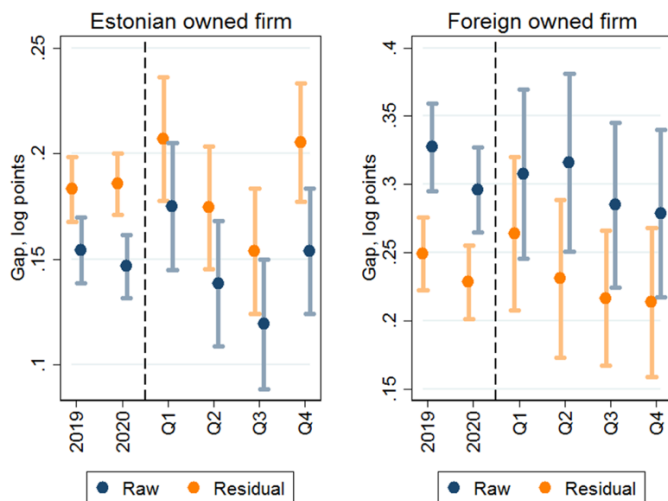 Estonian owned firm
Gap, log points
.25
.2
.15
.1
2019
2020
Q1
Q2
Q3
Q4
Raw
Residual
Foreign owned firm
Gap, log points
.4
.35
.3
.25
.2
.15
2019
2020
Q1
Q2
Q3
Q4
Raw
Residual